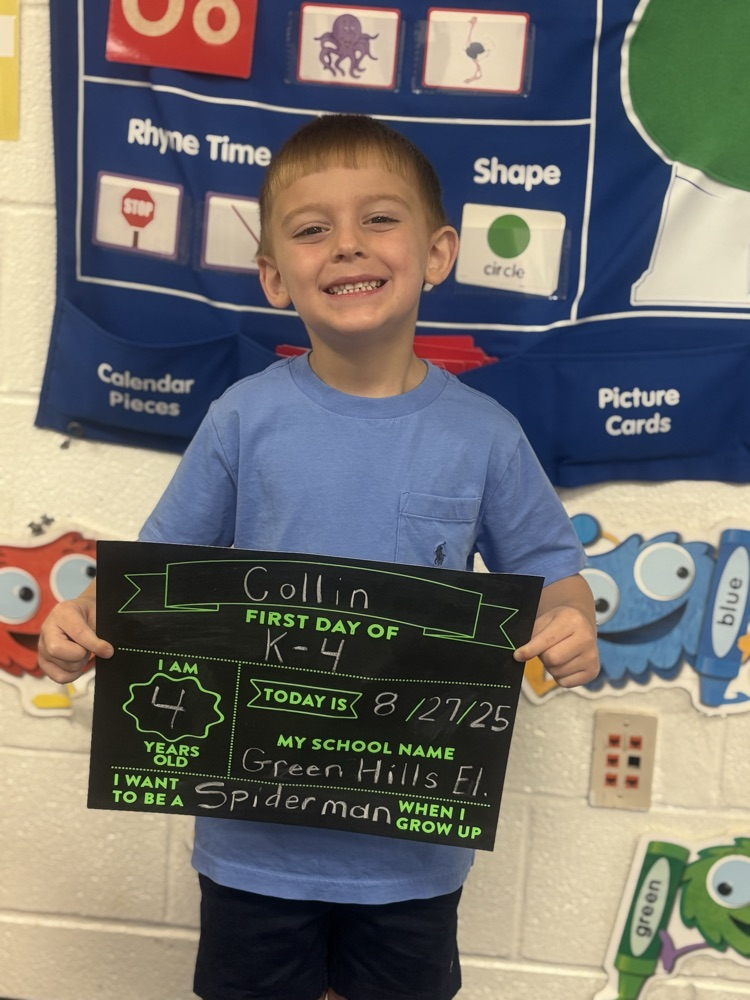 Oo
Rhyme Time
Shape
STOP
circle
Calendar
Pieces
Picture
Cards
Collin
FIRST DAY OF
K-4
I AM
4
YEARS
OLD
TODAY IS 8/27/25
MY SCHOOL NAME
Green Hills El.
I WANT
TO BE A
Spiderman
WHEN I
GROW UP
blue
green